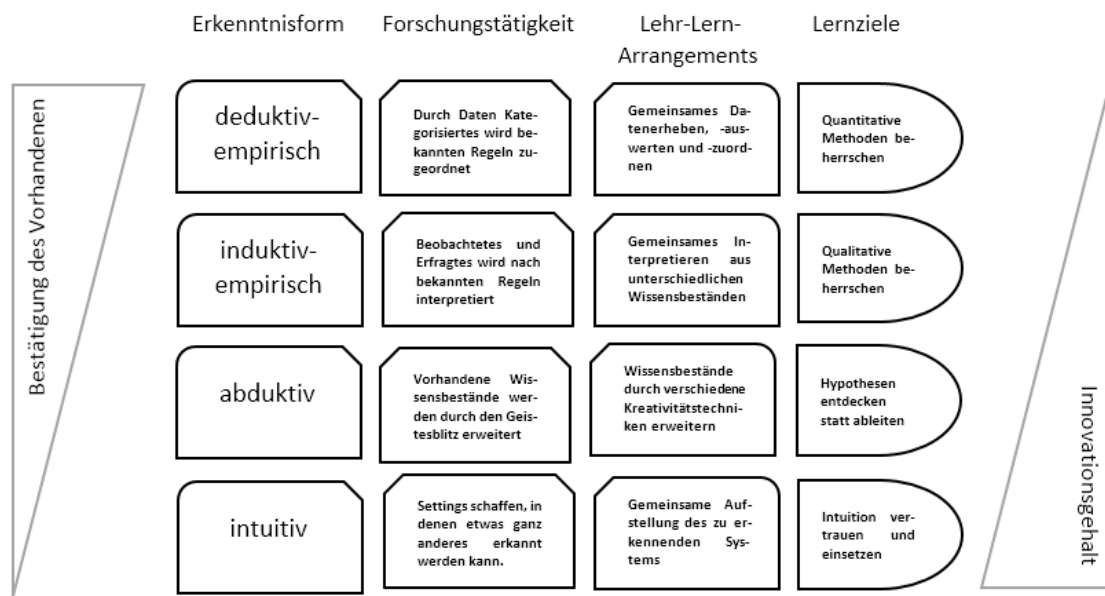 Erkenntnisform
Forschungstätigkeit
Lehr-Lern-
Arrangements
Lernziele
Bestätigung des Vorhandenen
deduktiv-
empirisch
Durch Daten Kate-
gorisiertes wird be-
kannten Regeln zu-
geordnet
Gemeinsames Da-
tenerheben, -aus-
werten und -zuord-
nen
Quantitative
Methoden be-
herrschen
induktiv-
empirisch
Beobachtetes und
Erfragtes wird nach
bekannten Regeln
interpretiert
Gemeinsames In-
terpretieren aus
unterschiedlichen
Wissensbeständen
Qualitative
Methoden be-
herrschen
abduktiv
Vorhandene Wis-
sensbestände wer-
den durch den Geis-
tesblitz erweitert
Wissensbestände
durch verschiedene
Kreativitätstechni-
ken erweitern
Hypothesen
entdecken
statt ableiten
intuitiv
Settings schaffen, in
denen etwas ganz
anderes erkannt
werden kann.
Gemeinsame Auf-
stellung des zu er-
kennenden Sys-
tems
Intuition ver-
trauen und
einsetzen
Innovationsgehalt